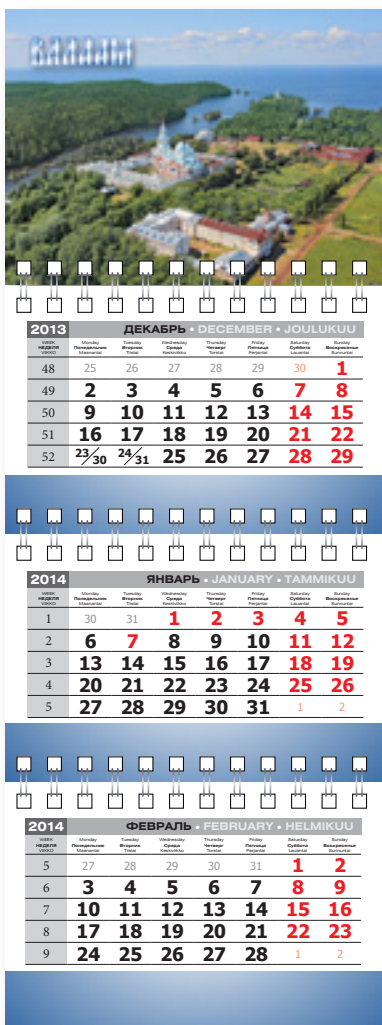 ВАЛААМ
2013 ДЕКАБРЬ • DECEMBER • JOULUKUU
WEEK Monday Tuesday Wednesday Thursday Friday Saturday Sunday
НЕДЕЛЯ Понедельник Вторник Среда Четверг Пятница Суббота Воскресенье
VIIKKO Maanantai Tiistai Keskiviikko Torstai Perjantai Lauantai Sunnuntai
48 25 26 27 28 29 30 1
49 2 3 4 5 6 7 8
50 9 10 11 12 13 14 15
51 16 17 18 19 20 21 22
52 23/30 24/31 25 26 27 28 29
2014 ЯНВАРЬ • JANUARY • TAMMIKUU
WEEK Monday Tuesday Wednesday Thursday Friday Saturday Sunday
НЕДЕЛЯ Понедельник Вторник Среда Четверг Пятница Суббота Воскресенье
VIIKKO Maanantai Tiistai Keskiviikko Torstai Perjantai Lauantai Sunnuntai
1 30 31 1 2 3 4 5
2 6 7 8 9 10 11 12
3 13 14 15 16 17 18 19
4 20 21 22 23 24 25 26
5 27 28 29 30 31 1 2
2014 ФЕВРАЛЬ • FEBRUARY • HELMIKUU
WEEK Monday Tuesday Wednesday Thursday Friday Saturday Sunday
НЕДЕЛЯ Понедельник Вторник Среда Четверг Пятница Суббота Воскресенье
VIIKKO Maanantai Tiistai Keskiviikko Torstai Perjantai Lauantai Sunnuntai
5 27 28 29 30 31 1 2
6 3 4 5 6 7 8 9
7 10 11 12 13 14 15 16
8 17 18 19 20 21 22 23
9 24 25 26 27 28 1 2